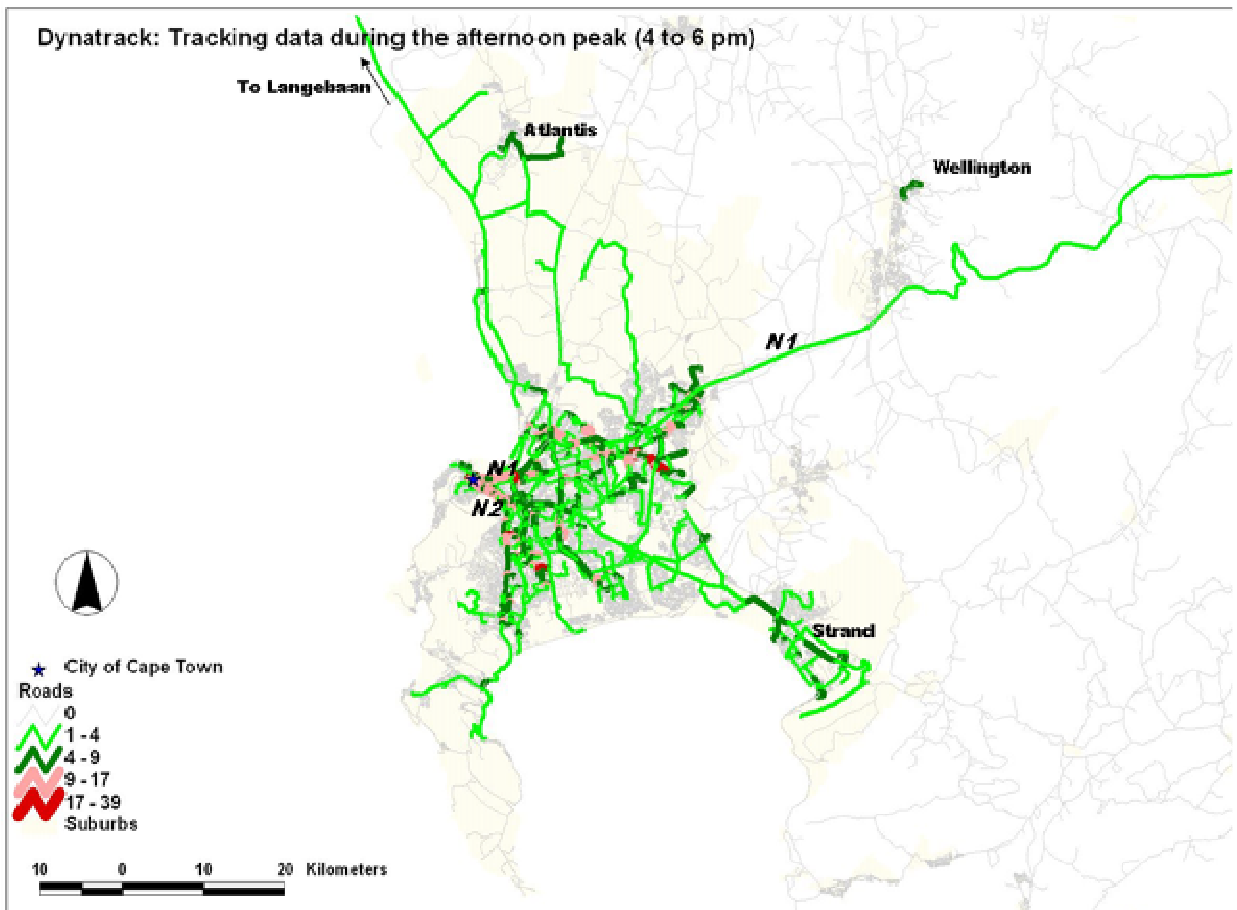 Dynatrack: Tracking data during the afternoon peak (4 to 6 pm)
To Langebaan
Atlantis
Wellington
N1
N1
N2
Strand
City of Cape Town
Roads
0
1 - 4
4 - 9
9 - 17
17 - 39
Suburbs
10 0 10 20 Kilometers